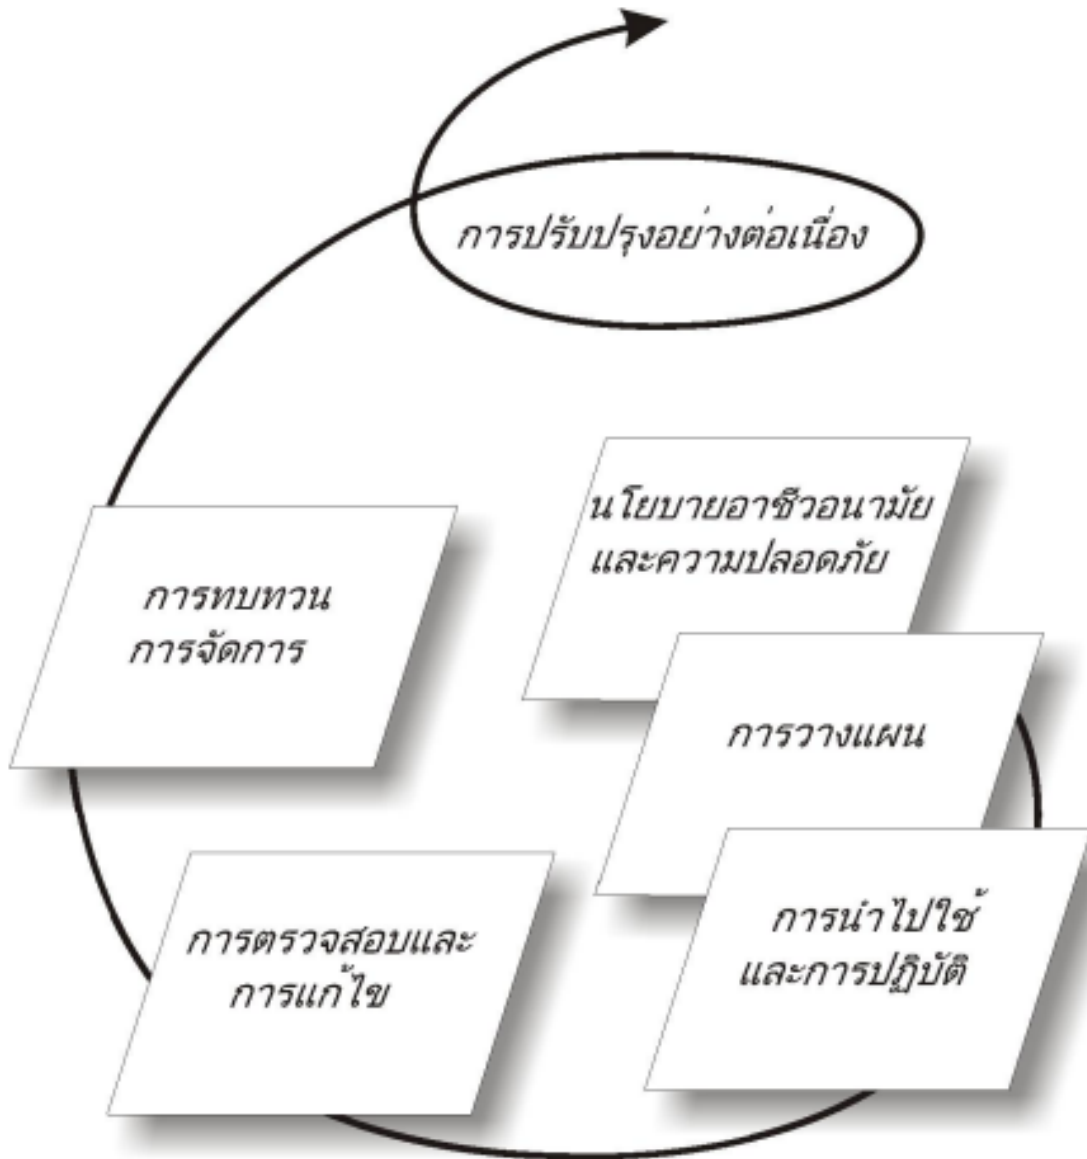 การปรับปรุงอย่างต่อเนื่อง
นโยบายอาชีวอนามัย
และความปลอดภัย
การทบทวน
การจัดการ
การวางแผน
การนำไปใช้
และการปฏิบัติ
การตรวจสอบและ
การแก้ไข